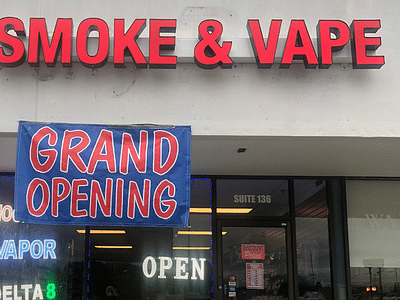 SMOKE & VAPE
GRAND
OPENING
SUITE 136
VAPOR
OPEN
DELTA 8